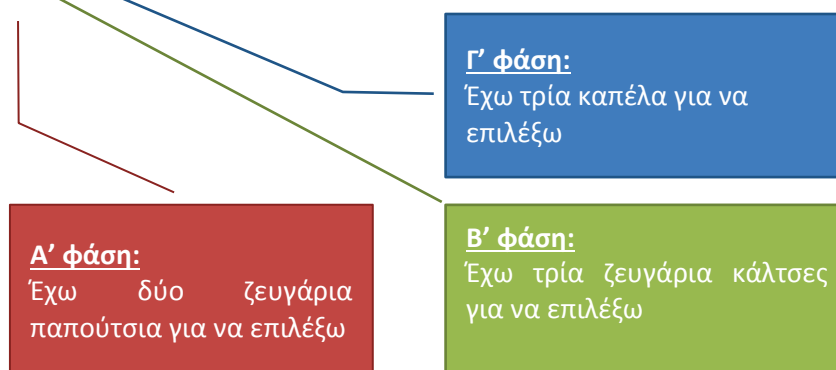 Γ’ φάση:
Έχω τρία καπέλα για να
επιλέξω
Α’ φάση:
Έχω δύο ζευγάρια
παπούτσια για να επιλέξω
Β’ φάση:
Έχω τρία ζευγάρια κάλτσες
για να επιλέξω